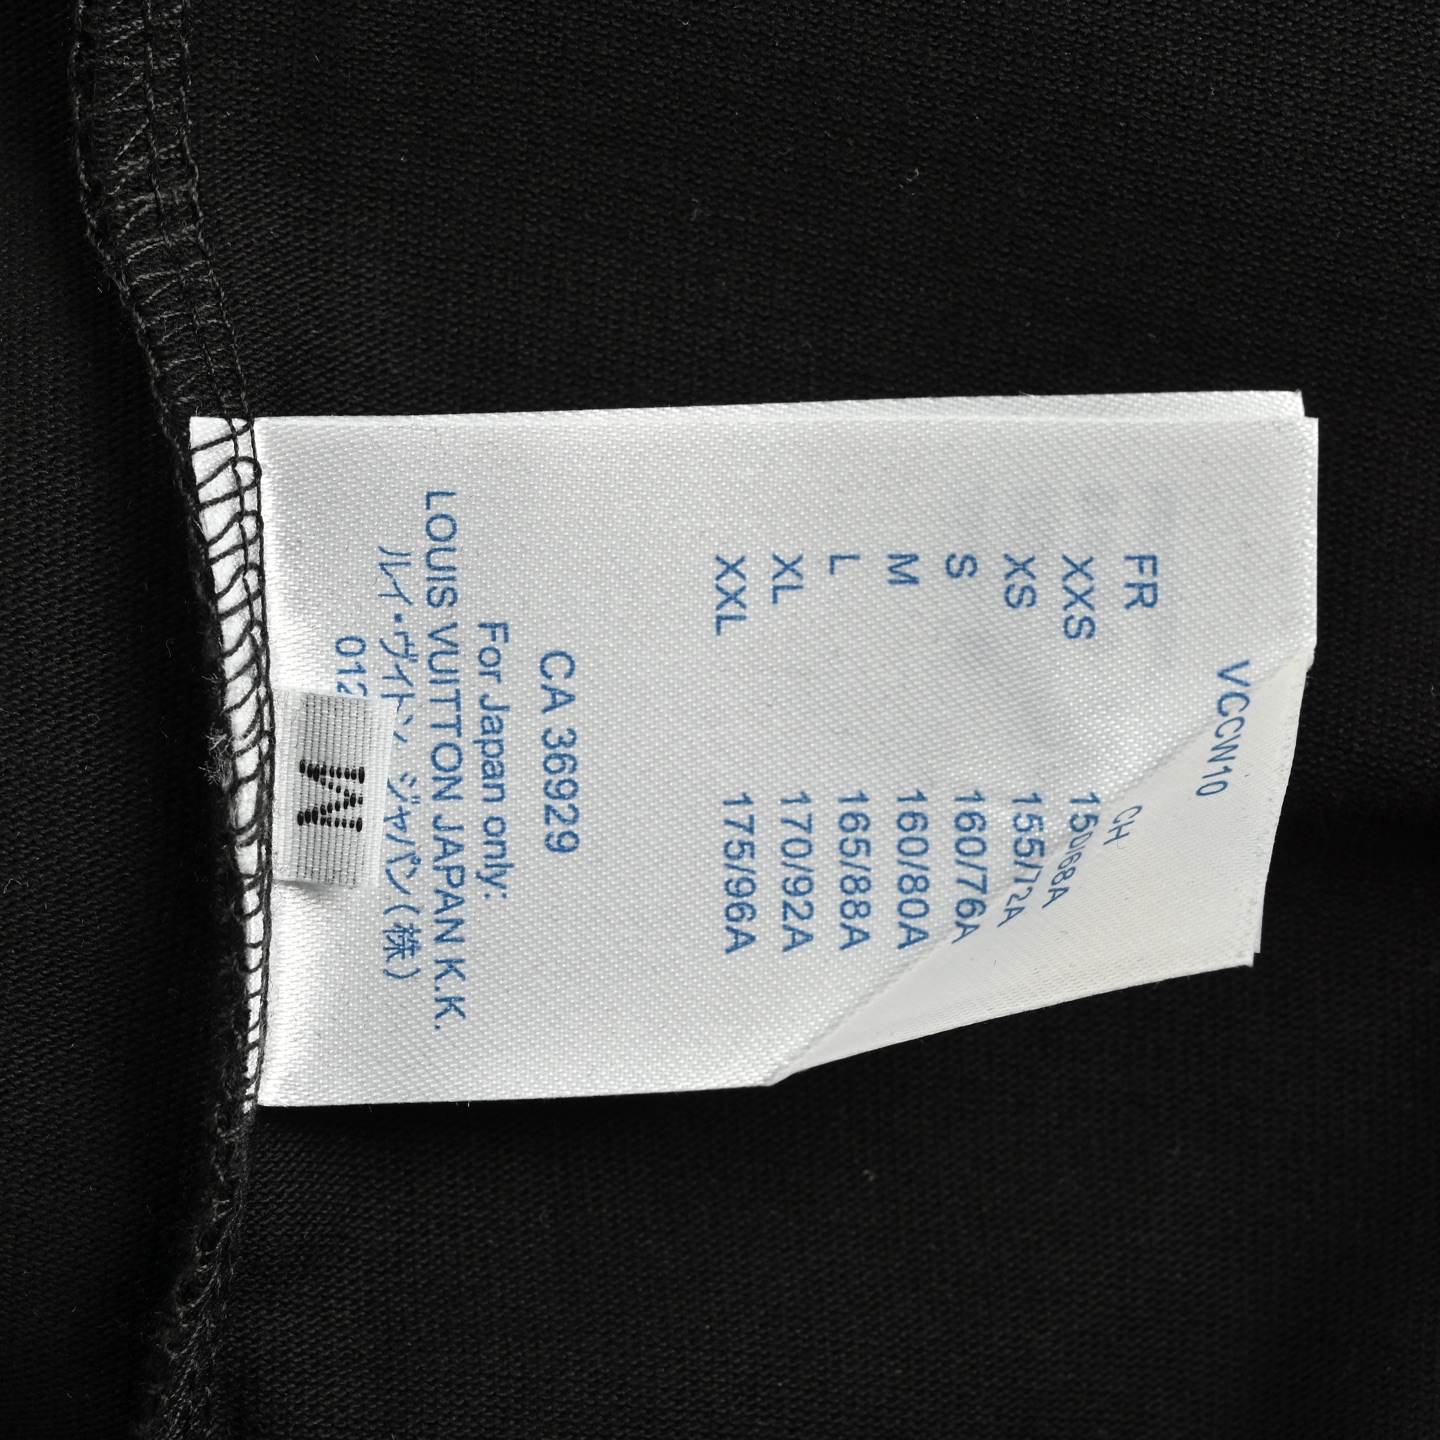 VCCW10
FR CH
XXS 150/68A
XS 155/72A
S 160/76A
M 160/80A
L 165/88A
XL 170/92A
XXL 175/96A
CA 36929
For Japan only:
LOUIS VUITTON JAPAN K.K.
ルイ・ヴィトン ジャパン(株)
012
M